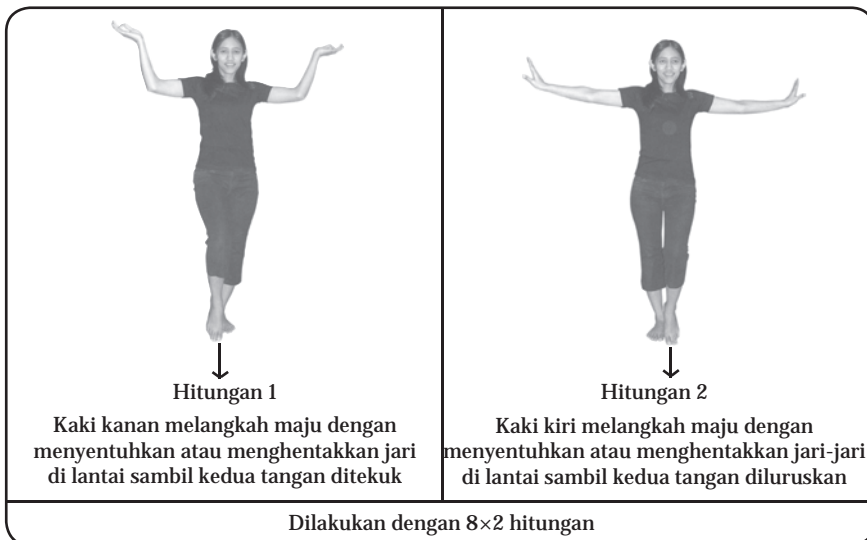 Hitungan 1
Kaki kanan melangkah maju dengan
menyentuhkan atau menghentakkan jari
di lantai sambil kedua tangan ditekuk
Hitungan 2
Kaki kiri melangkah maju dengan
menyentuhkan atau menghentakkan jari-jari
di lantai sambil kedua tangan diluruskan
Dilakukan dengan 8×2 hitungan